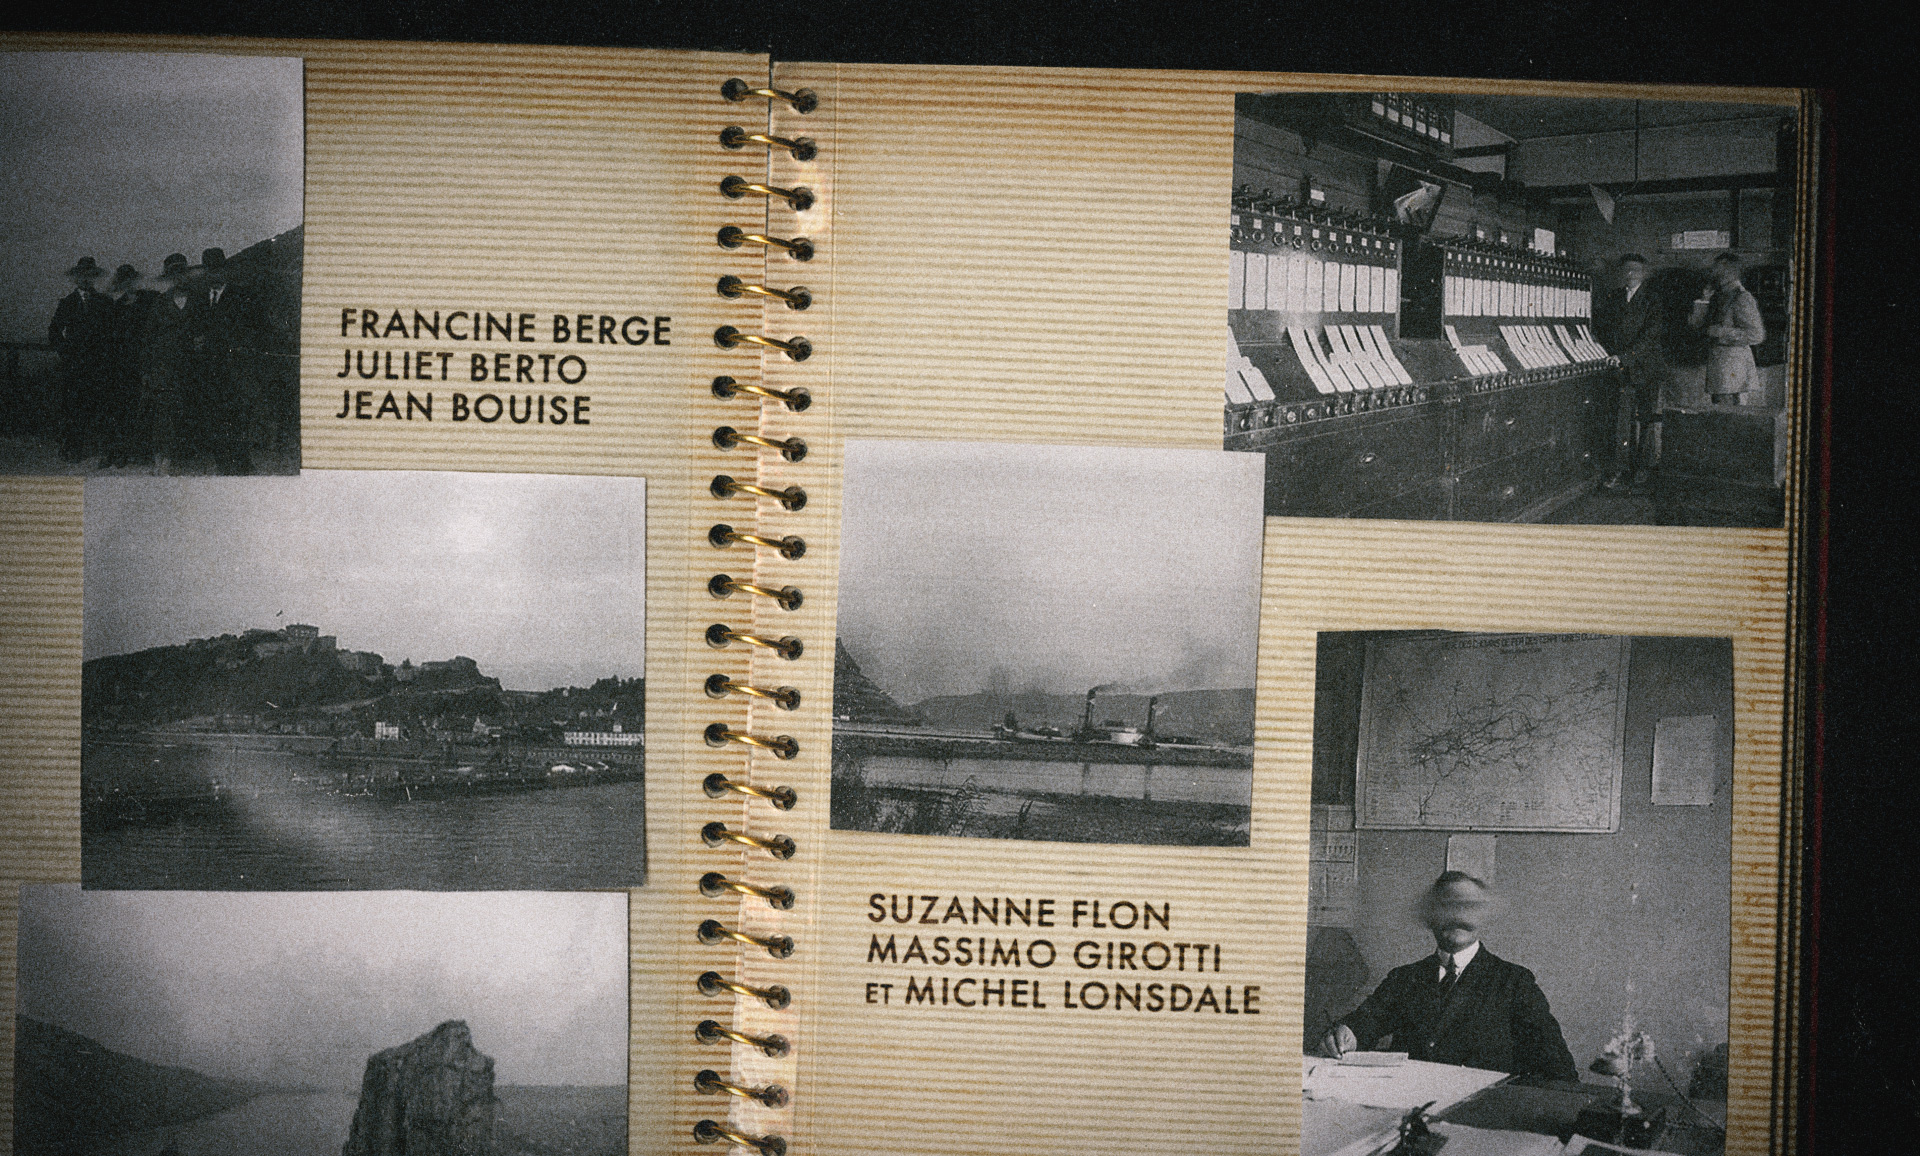 FRANCINE BERGE
JULIET BERTO
JEAN BOUISE
SUZANNE FLON
MASSIMO GIROTTI
ET MICHEL LONSDALE